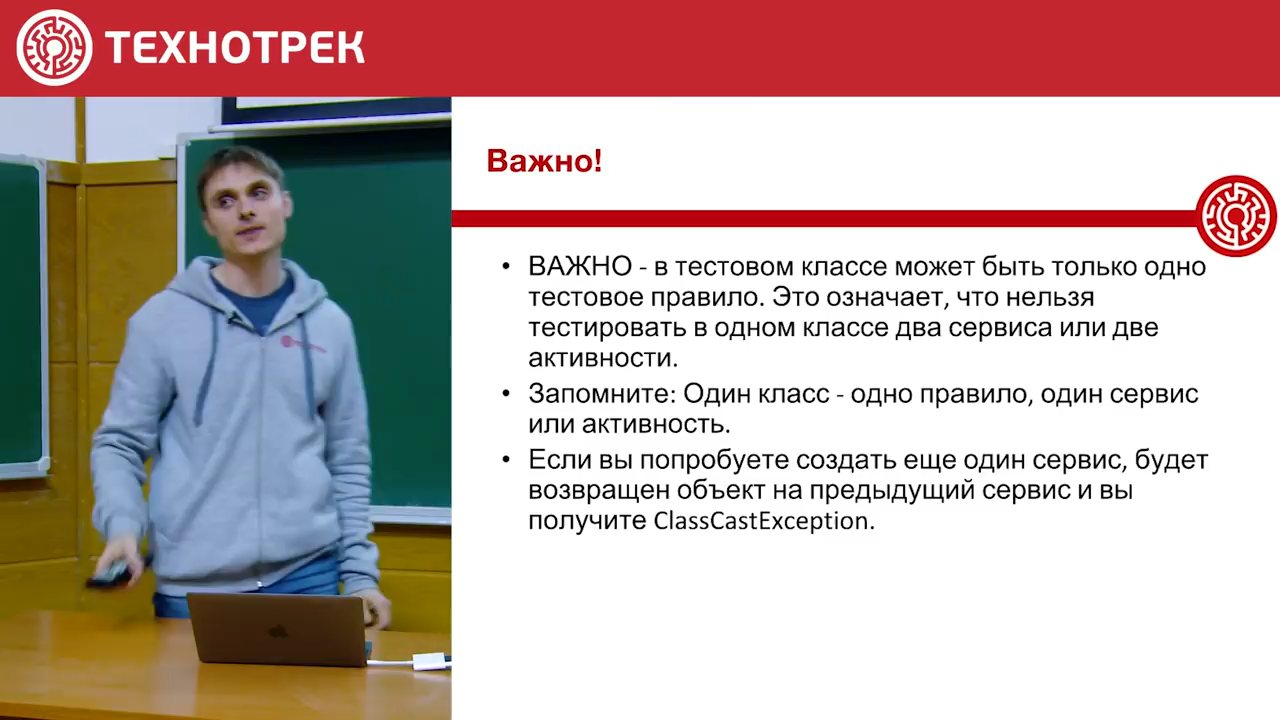 ТЕХНОТРЕК
Важно!
• ВАЖНО - в тестовом классе может быть только одно
тестовое правило. Это означает, что нельзя
тестировать в одном классе два сервиса или две
активности.
• Запомните: Один класс - одно правило, один сервис
или активность.
• Если вы попробуете создать еще один сервис, будет
возвращен объект на предыдущий сервис и вы
получите ClassCastException.